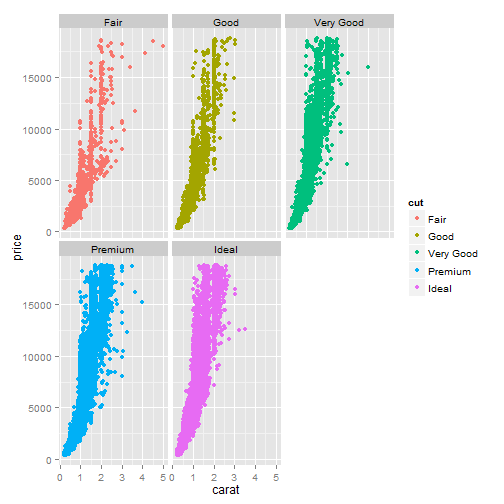 Fair Good Very Good
15000
10000
5000
0
price
cut
Fair
Good
Very Good
Premium
Ideal
Premium Ideal
15000
10000
5000
0
0 1 2 3 4 5 0 1 2 3 4 5
carat